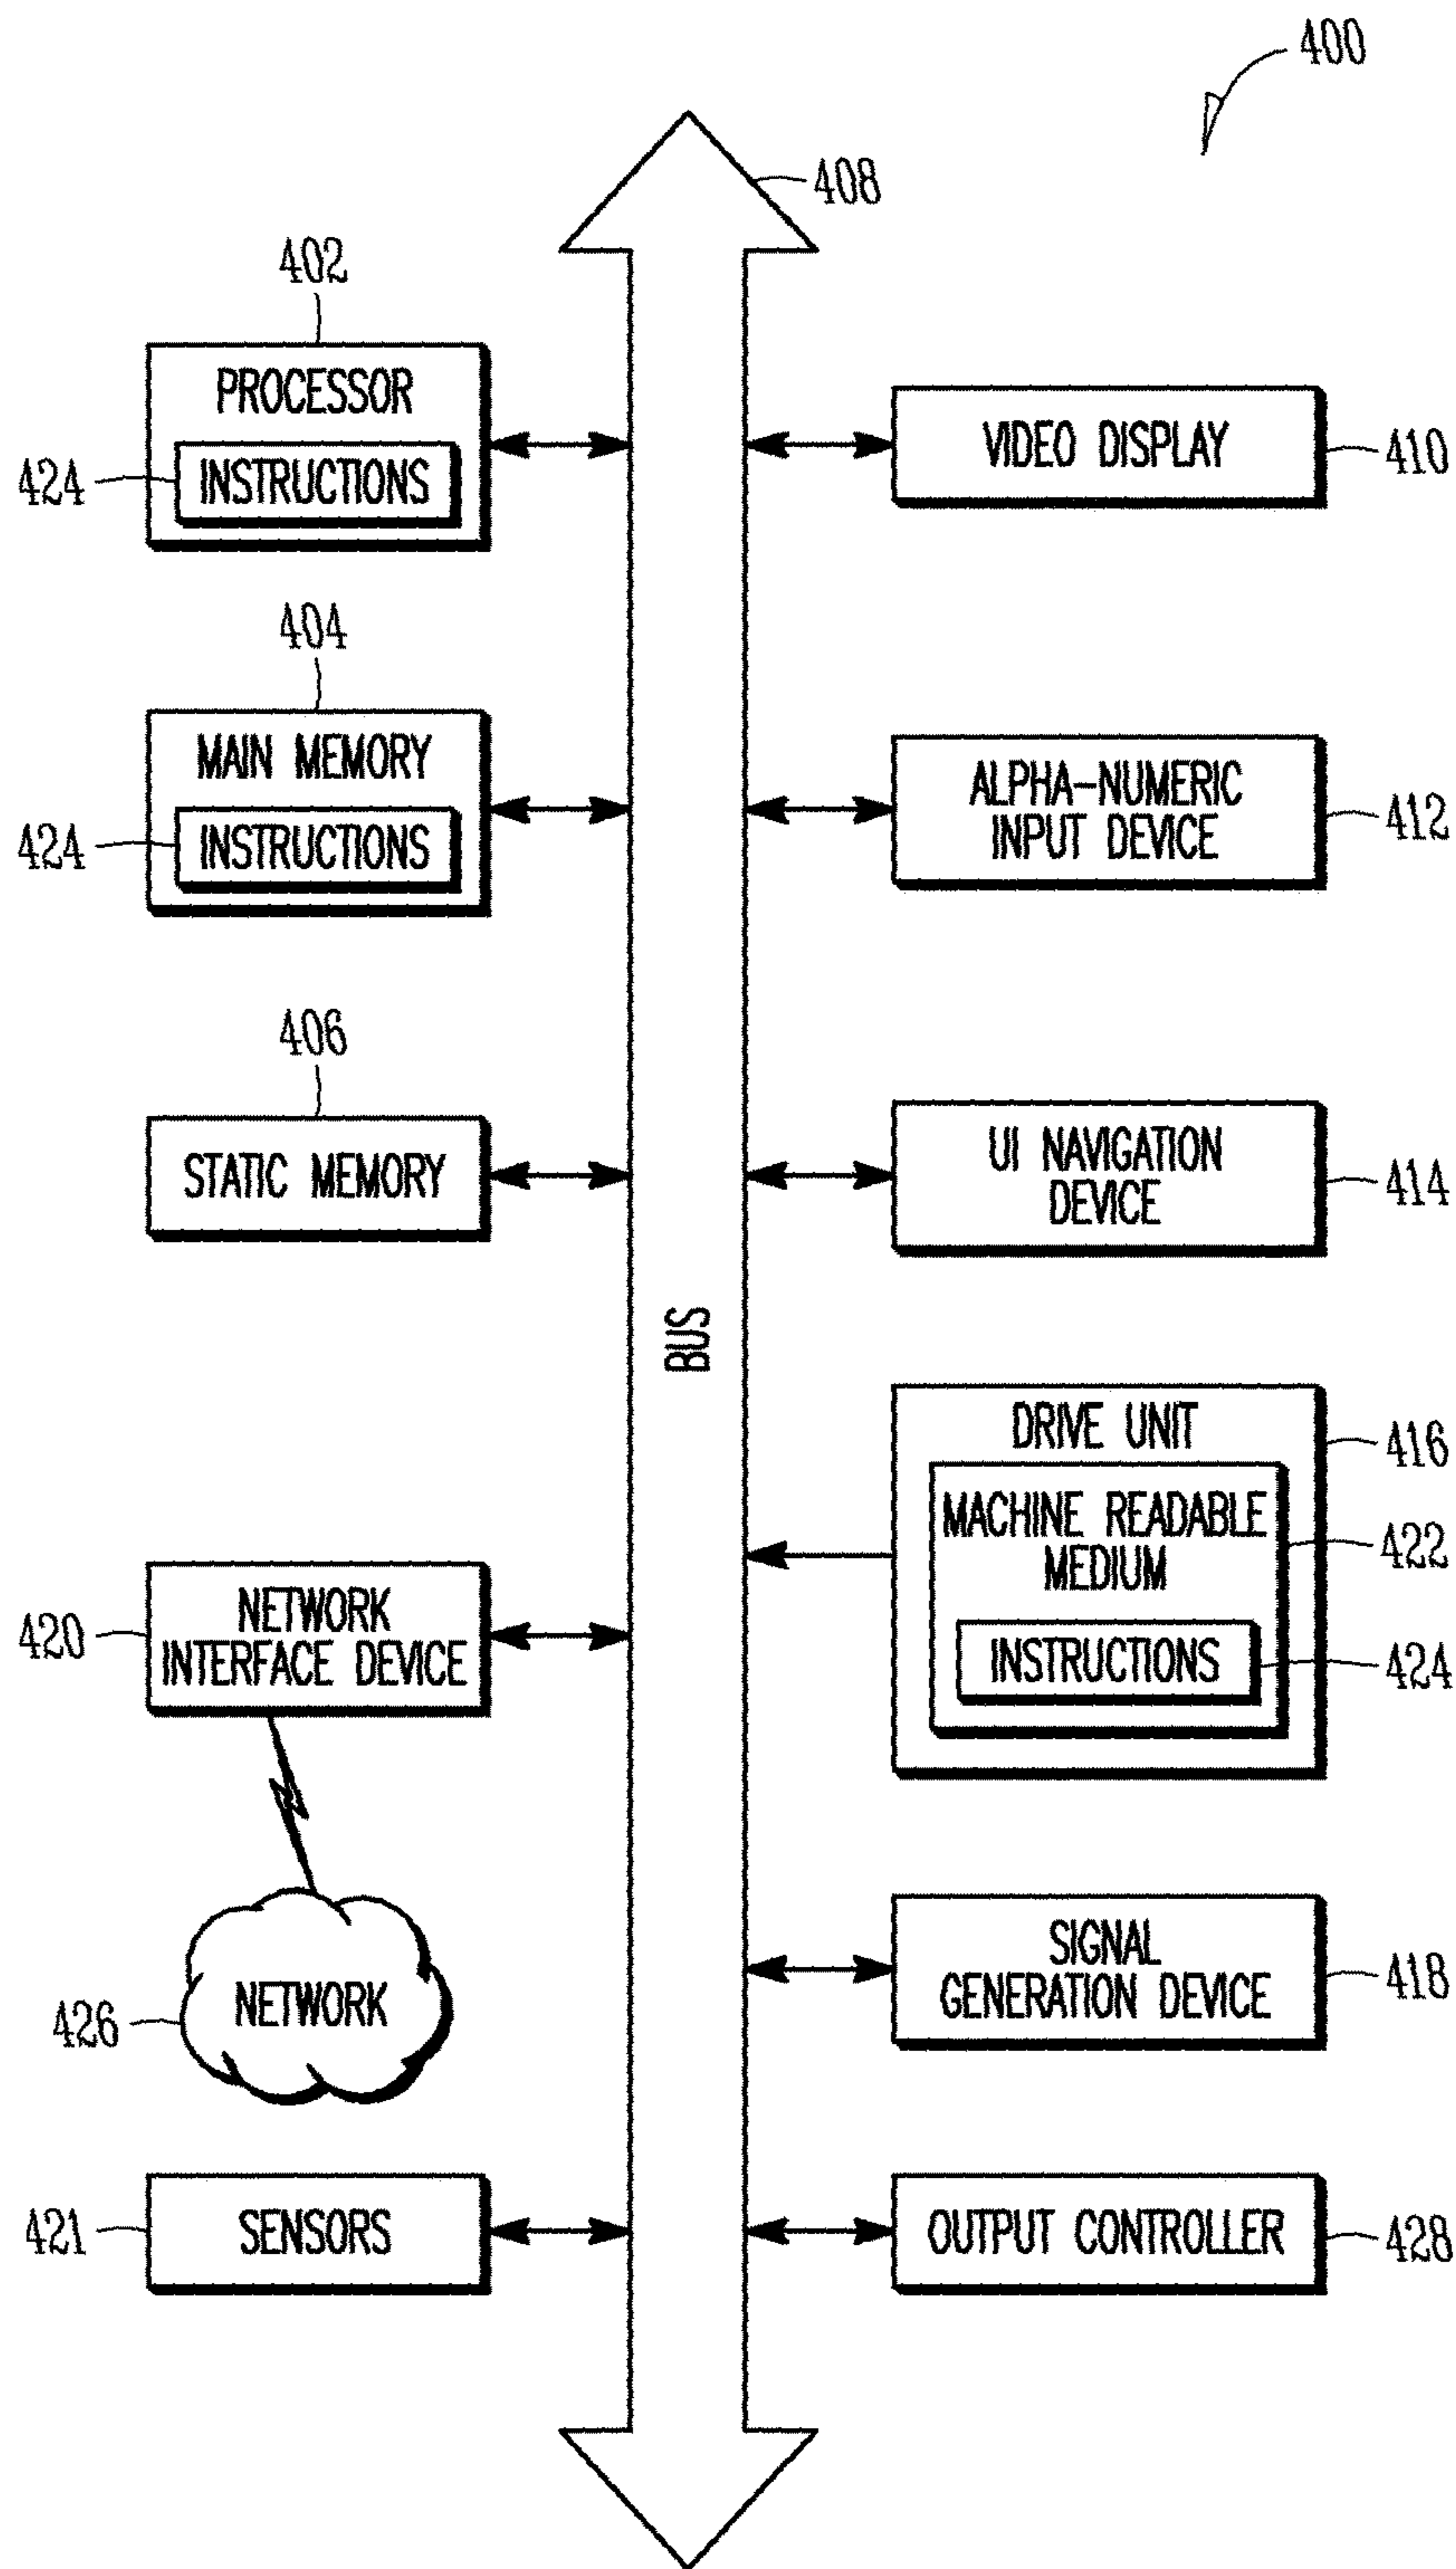 400
408
402
PROCESSOR
424
INSTRUCTIONS
VIDEO DISPLAY
410
404
MAIN MEMORY
424
INSTRUCTIONS
ALPHA-NUMERIC
INPUT DEVICE
412
406
STATIC MEMORY
UI NAVIGATION
DEVICE
414
BUS
DRIVE UNIT
416
MACHINE READABLE
MEDIUM
422
INSTRUCTIONS
424
420
NETWORK
INTERFACE DEVICE
SIGNAL
GENERATION DEVICE
418
426
NETWORK
421
SENSORS
OUTPUT CONTROLLER
428